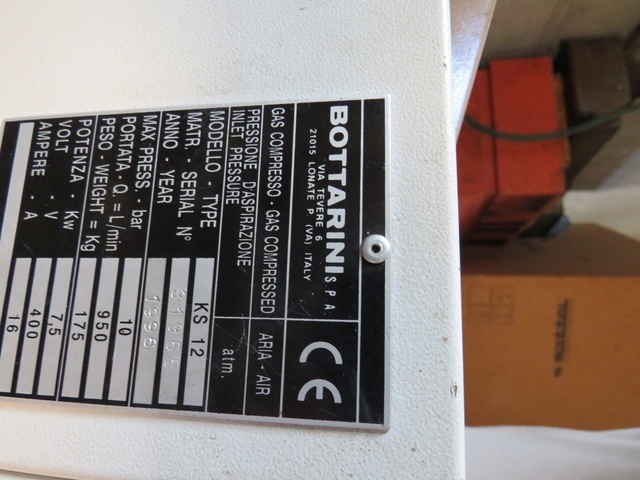 BOTTARINI S.P.A.
VIA TEVERE 6
21015 LONATE P. (VA) ITALY
CE
GAS COMPRESSO - GAS COMPRESSED ARIA - AIR
PRESSIONE D'ASPIRAZIONE
INLET PRESSURE atm.
MODELLO - TYPE KS 12
MATR. - SERIAL N°
ANNO - YEAR 1998
MAX. PRESS. - bar 10
PORTATA - Q. = L/min 950
PESO - WEIGHT = Kg 175
POTENZA - Kw 7,5
VOLT - V 400
AMPERE - A 16